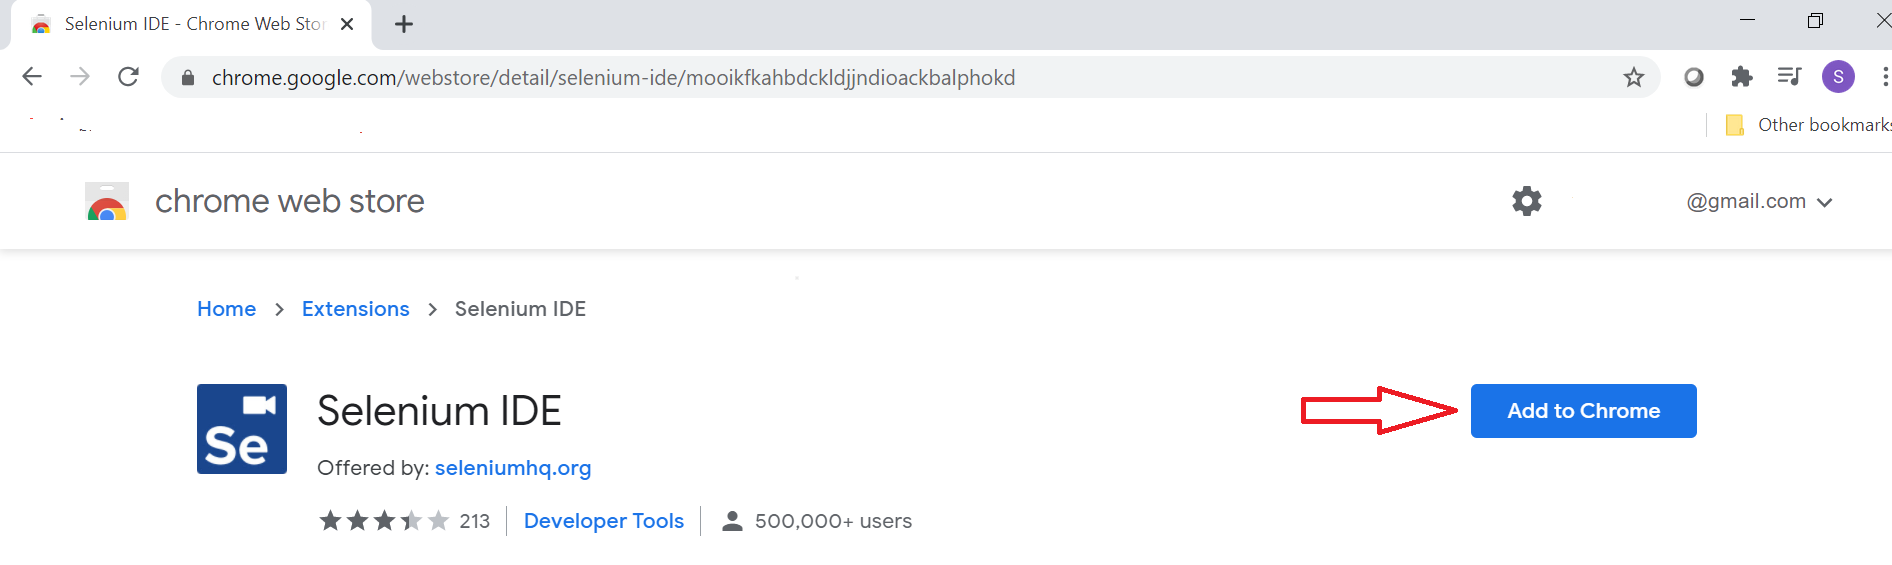 Selenium IDE - Chrome Web Stor
chrome.google.com/webstore/detail/selenium-ide/mooikfkahbdckldjjndioackbalphokd
S
Other bookmarks
chrome web store
@gmail.com
Home > Extensions > Selenium IDE
Se
Selenium IDE
Add to Chrome
Offered by: seleniumhq.org
213 | Developer Tools | 500,000+ users